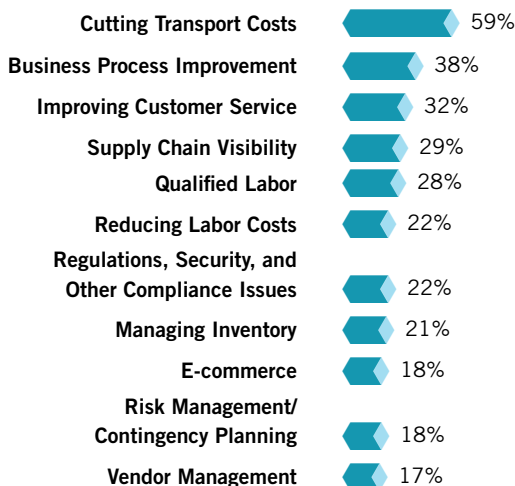 Cutting Transport Costs 59%
Business Process Improvement 38%
Improving Customer Service 32%
Supply Chain Visibility 29%
Qualified Labor 28%
Reducing Labor Costs 22%
Regulations, Security, and
Other Compliance Issues 22%
Managing Inventory 21%
E-commerce 18%
Risk Management/
Contingency Planning 18%
Vendor Management 17%